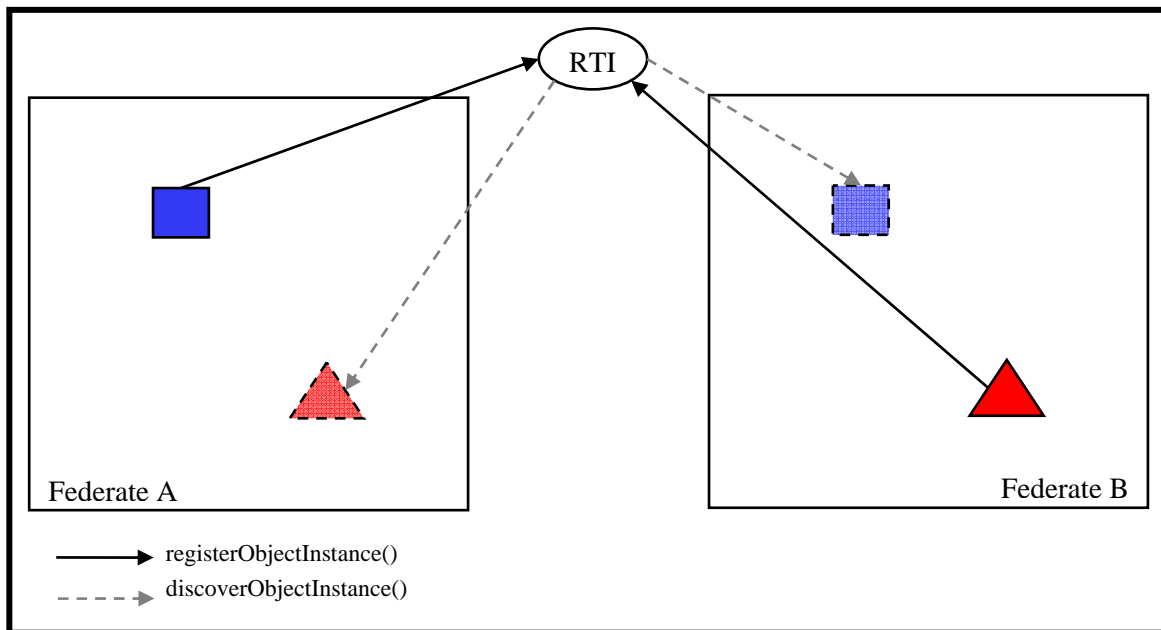 RTI
Federate A
Federate B
registerObjectInstance()
discoverObjectInstance()